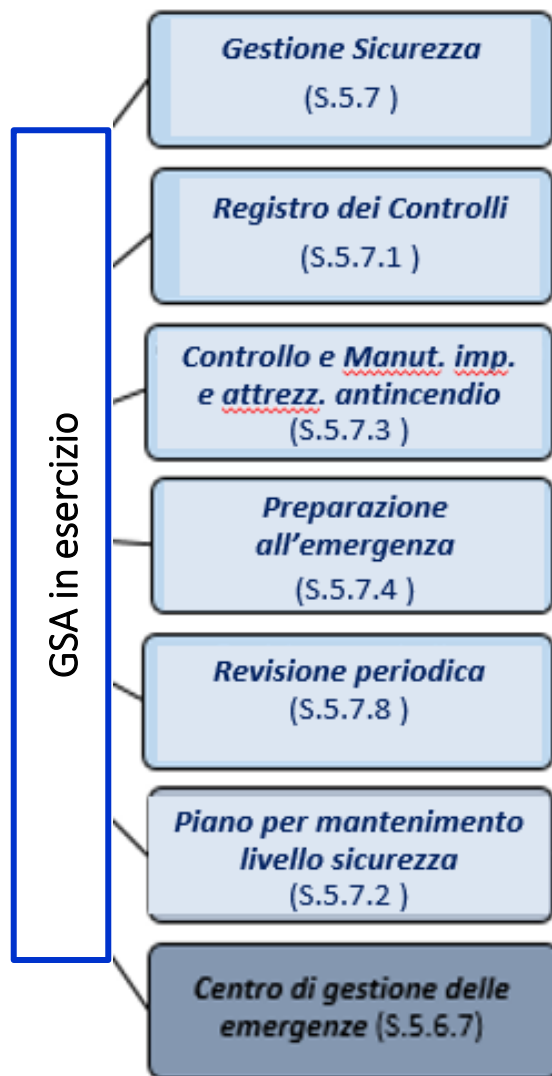 GSA in esercizio
Gestione Sicurezza
(S.5.7 )
Registro dei Controlli
(S.5.7.1 )
Controllo e Manut. imp.
e attrezz. antincendio
(S.5.7.3 )
Preparazione
all’emergenza
(S.5.7.4 )
Revisione periodica
(S.5.7.8 )
Piano per mantenimento
livello sicurezza
(S.5.7.2 )
Centro di gestione delle
emergenze (S.5.6.7)